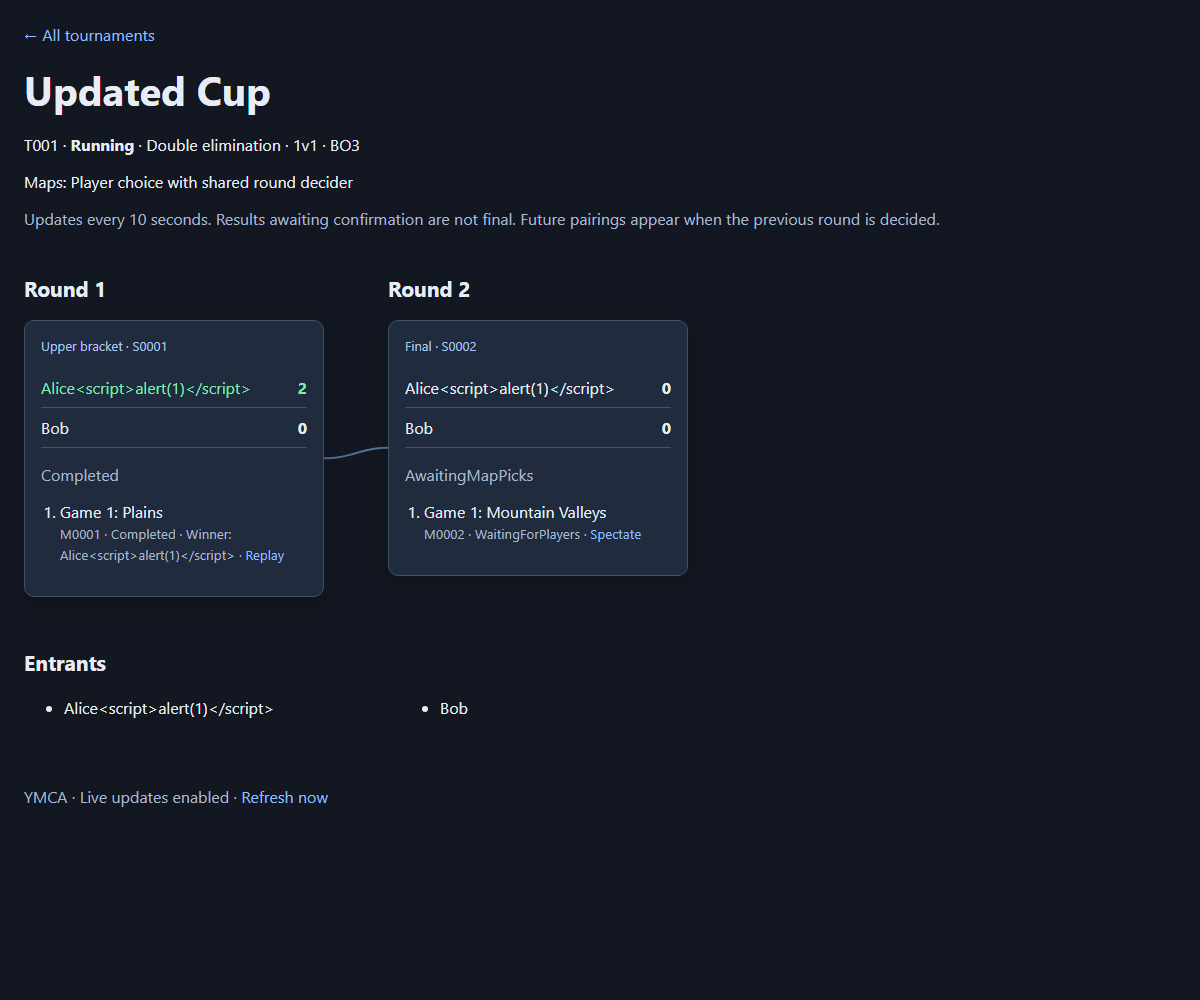 ← All tournaments
Updated Cup
T001 · Running · Double elimination · 1v1 · BO3
Maps: Player choice with shared round decider
Updates every 10 seconds. Results awaiting confirmation are not final. Future pairings appear when the previous round is decided.
Round 1
Upper bracket · S0001
Alice<script>alert(1)</script> 2
Bob 0
Completed
1. Game 1: Plains
M0001 · Completed · Winner:
Alice<script>alert(1)</script> · Replay
Round 2
Final · S0002
Alice<script>alert(1)</script> 0
Bob 0
AwaitingMapPicks
1. Game 1: Mountain Valleys
M0002 · WaitingForPlayers · Spectate
Entrants
• Alice<script>alert(1)</script>
• Bob
YMCA · Live updates enabled · Refresh now